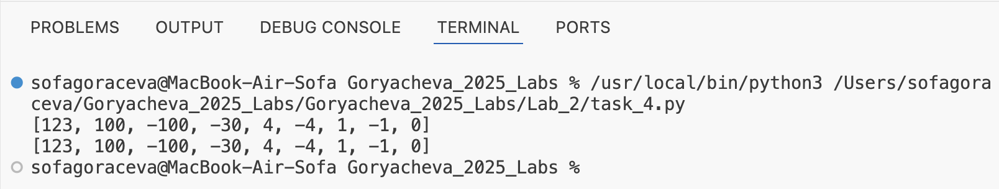 PROBLEMS OUTPUT DEBUG CONSOLE TERMINAL PORTS
sofagoraceva@MacBook-Air-Sofa Goryacheva_2025_Labs % /usr/local/bin/python3 /Users/sofagora
ceva/Goryacheva_2025_Labs/Goryacheva_2025_Labs/Lab_2/task_4.py
[123, 100, -100, -30, 4, -4, 1, -1, 0]
[123, 100, -100, -30, 4, -4, 1, -1, 0]
sofagoraceva@MacBook-Air-Sofa Goryacheva_2025_Labs %